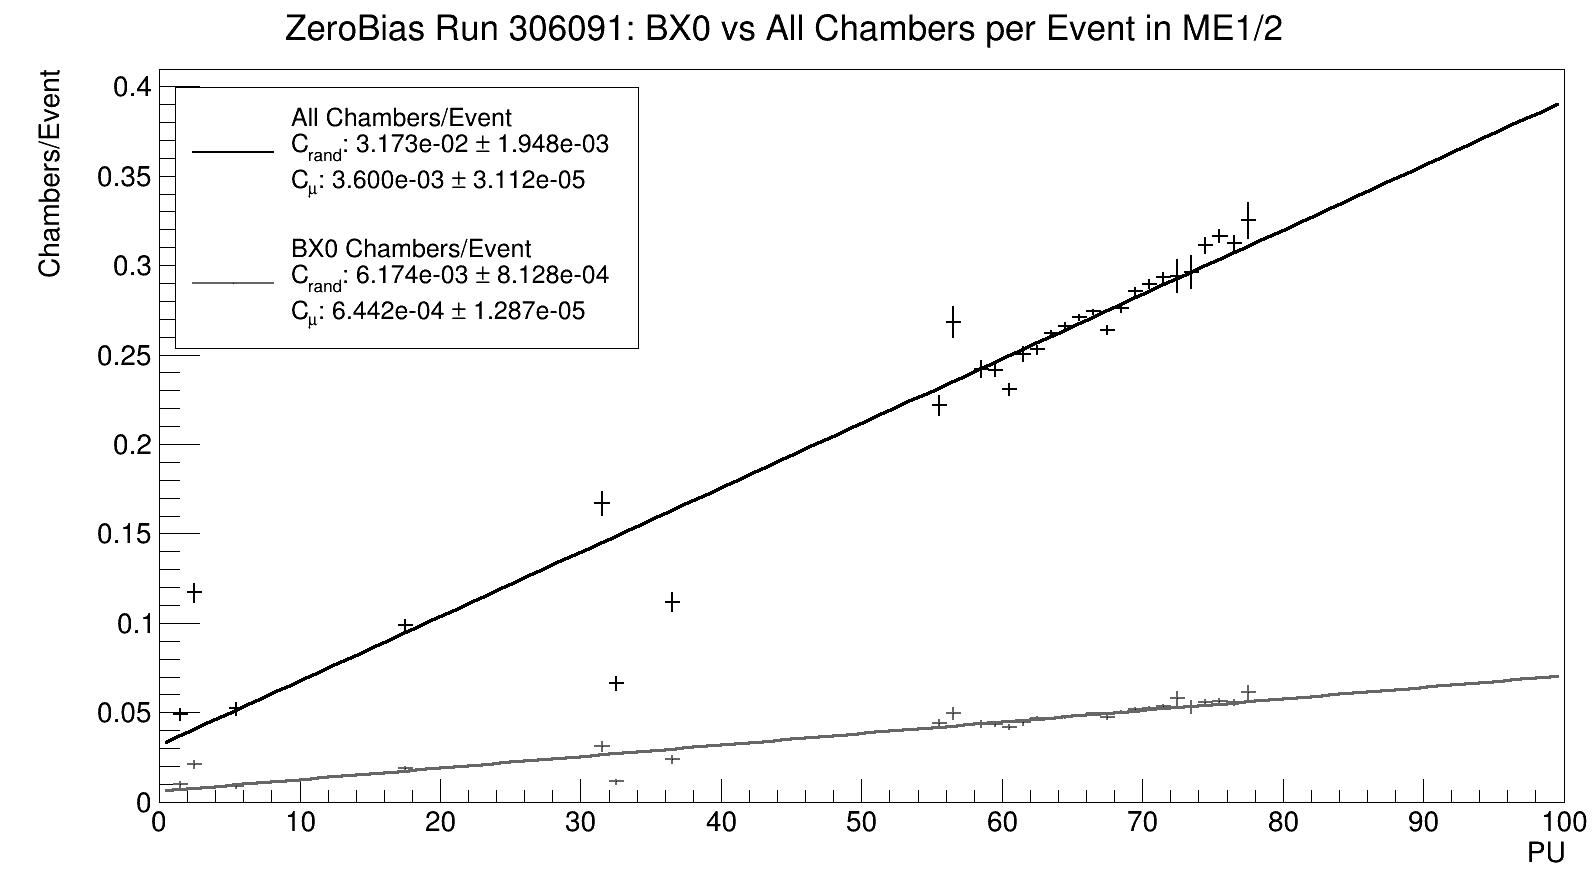 ZeroBias Run 306091: BX0 vs All Chambers per Event in ME1/2
Chambers/Event
0.4
0.35
0.3
0.25
0.2
0.15
0.1
0.05
0
All Chambers/Event
C_rand: 3.173e-02 ± 1.948e-03
C_μ: 3.600e-03 ± 3.112e-05
BX0 Chambers/Event
C_rand: 6.174e-03 ± 8.128e-04
C_μ: 6.442e-04 ± 1.287e-05
0 10 20 30 40 50 60 70 80 90 100
PU